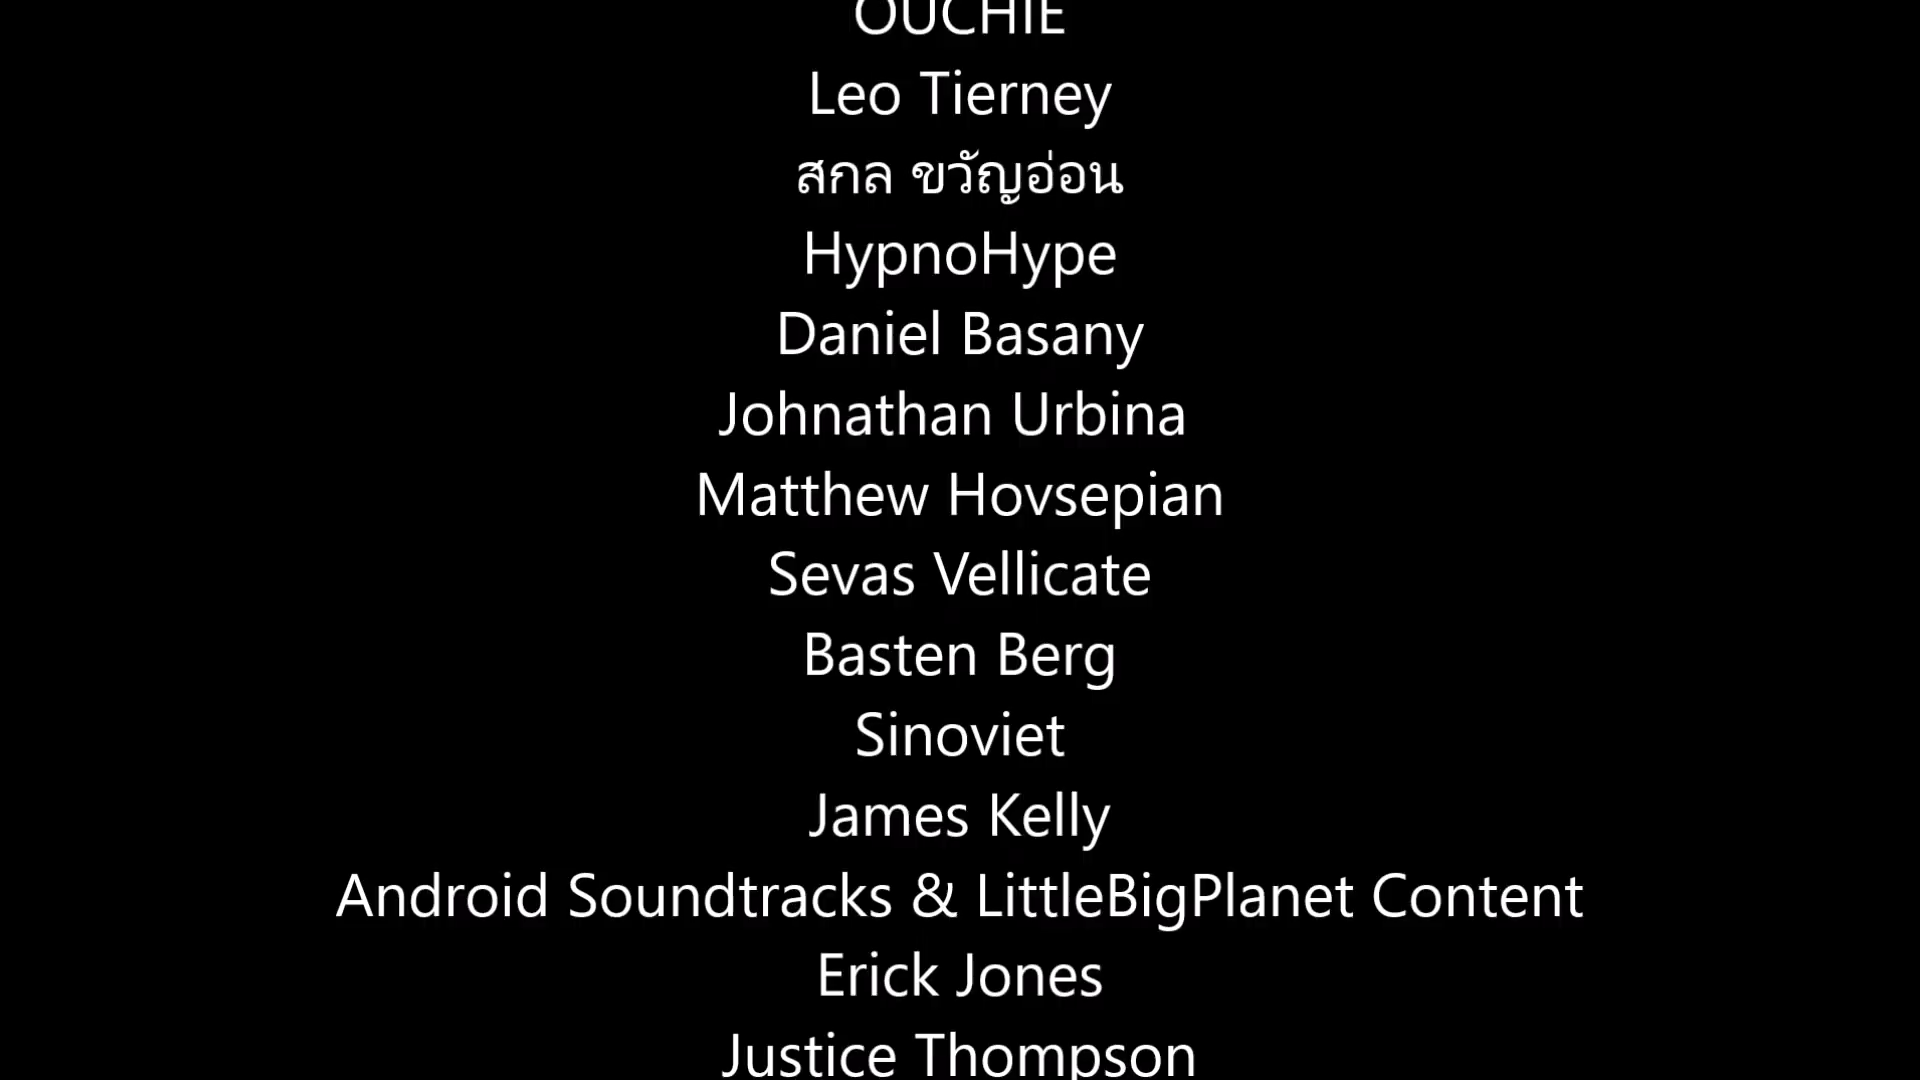 OUCHIE
Leo Tierney
สกล ขวัญอ่อน
HypnoHype
Daniel Basany
Johnathan Urbina
Matthew Hovsepian
Sevas Vellicate
Basten Berg
Sinoviet
James Kelly
Android Soundtracks & LittleBigPlanet Content
Erick Jones
Justice Thompson